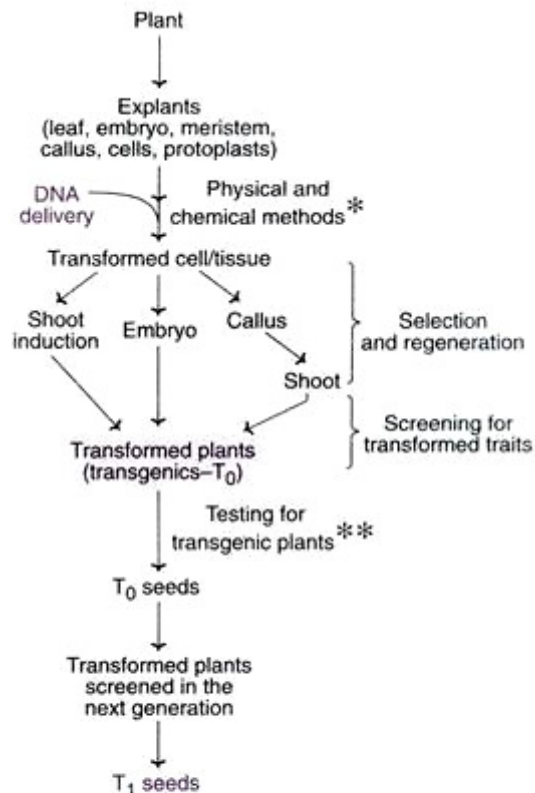 Plant
Explants
(leaf, embryo, meristem,
callus, cells, protoplasts)
DNA
delivery
Physical and
chemical methods*
Transformed cell/tissue
Shoot
induction
Embryo
Callus
Shoot
Selection
and regeneration
Screening for
transformed traits
Transformed plants
(transgenics–T₀)
Testing for
transgenic plants**
T₀ seeds
Transformed plants
screened in the
next generation
T₁ seeds